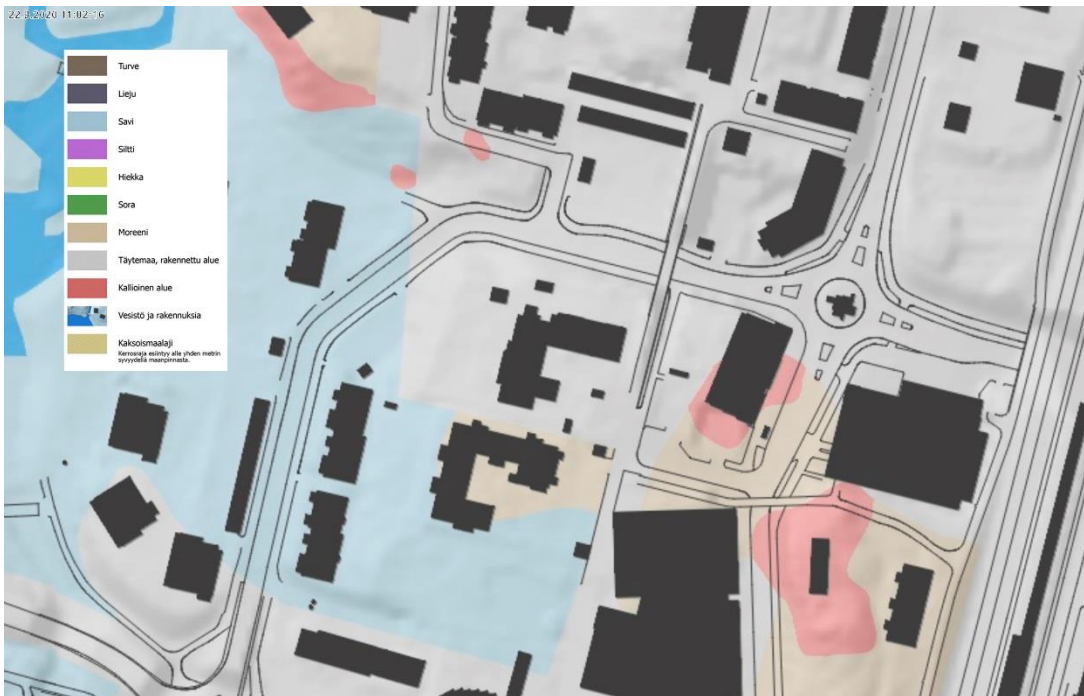 22.3.2020 11:02:16
Turve
Lieju
Savi
Siltti
Hiekka
Sora
Moreeni
Täytemaa, rakennettu alue
Kallioinen alue
Vesistö ja rakennuksia
Kaksoismaalaji
Kerrosraja esiintyy alle yhden metrin
syvyydellä maanpinnasta.